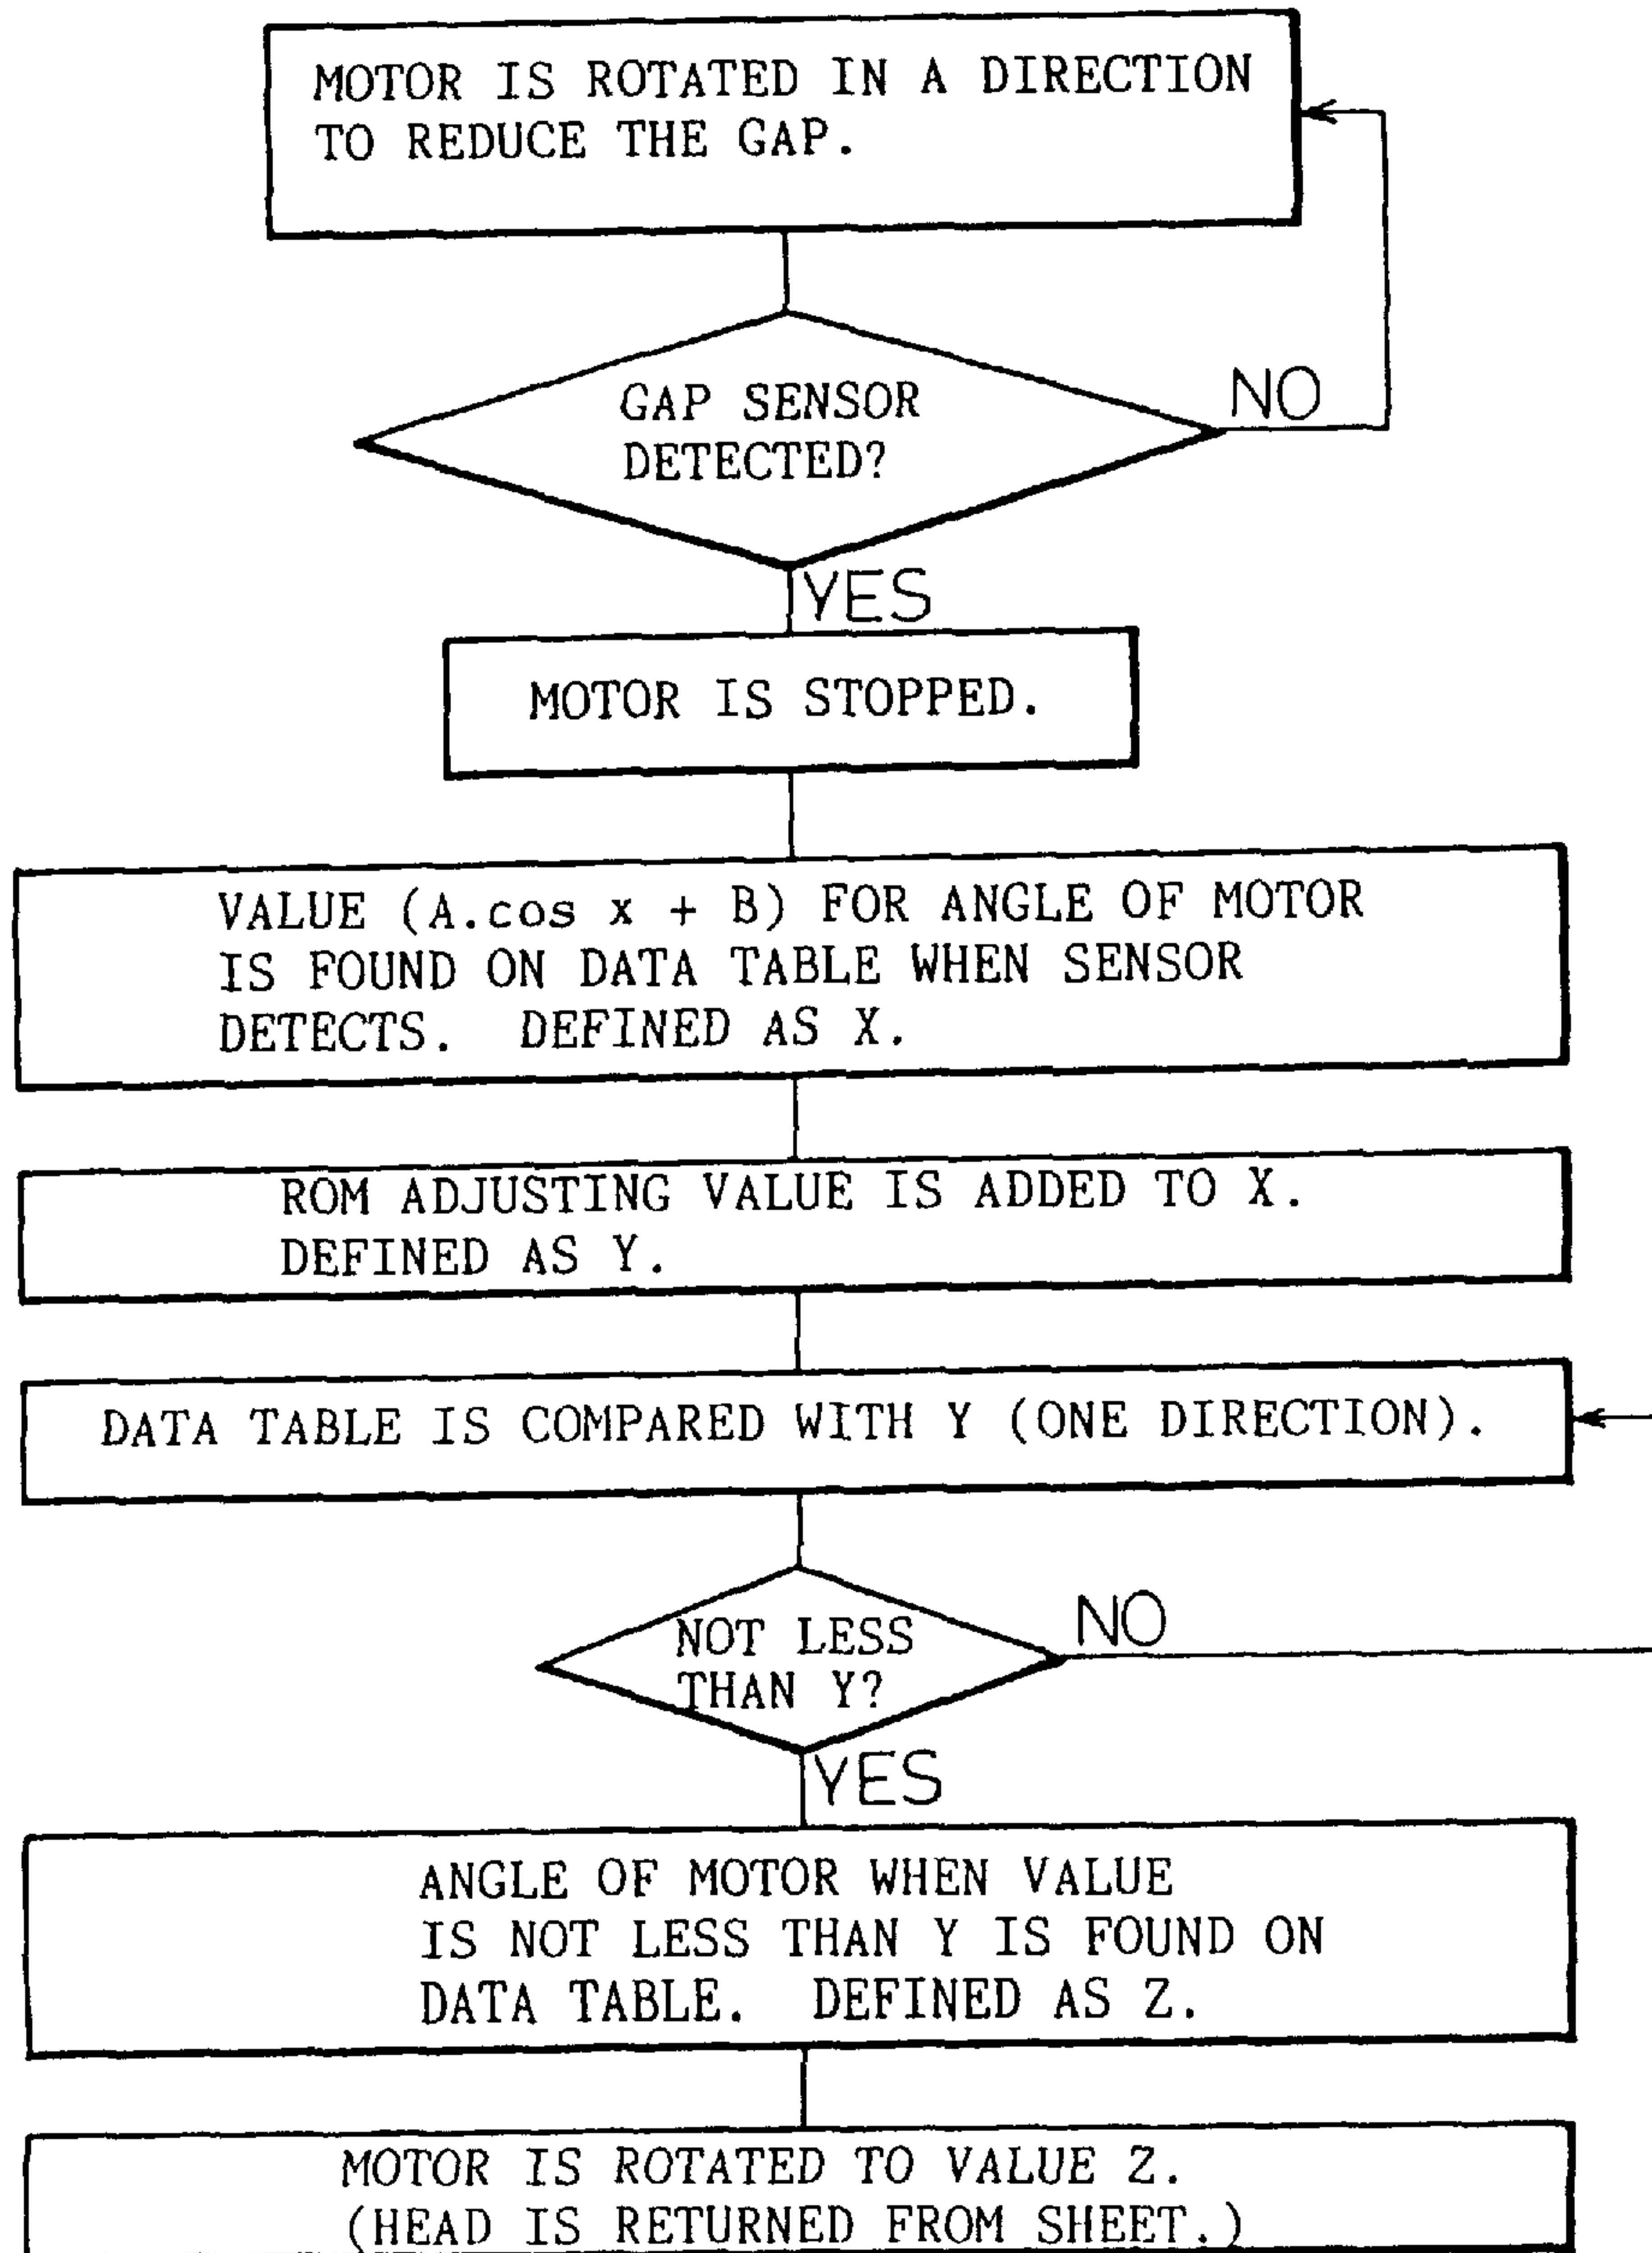 MOTOR IS ROTATED IN A DIRECTION
TO REDUCE THE GAP.
GAP SENSOR
DETECTED?
NO
YES
MOTOR IS STOPPED.
VALUE (A.cos x + B) FOR ANGLE OF MOTOR
IS FOUND ON DATA TABLE WHEN SENSOR
DETECTS. DEFINED AS X.
ROM ADJUSTING VALUE IS ADDED TO X.
DEFINED AS Y.
DATA TABLE IS COMPARED WITH Y (ONE DIRECTION).
NOT LESS
THAN Y?
NO
YES
ANGLE OF MOTOR WHEN VALUE
IS NOT LESS THAN Y IS FOUND ON
DATA TABLE. DEFINED AS Z.
MOTOR IS ROTATED TO VALUE Z.
(HEAD IS RETURNED FROM SHEET.)